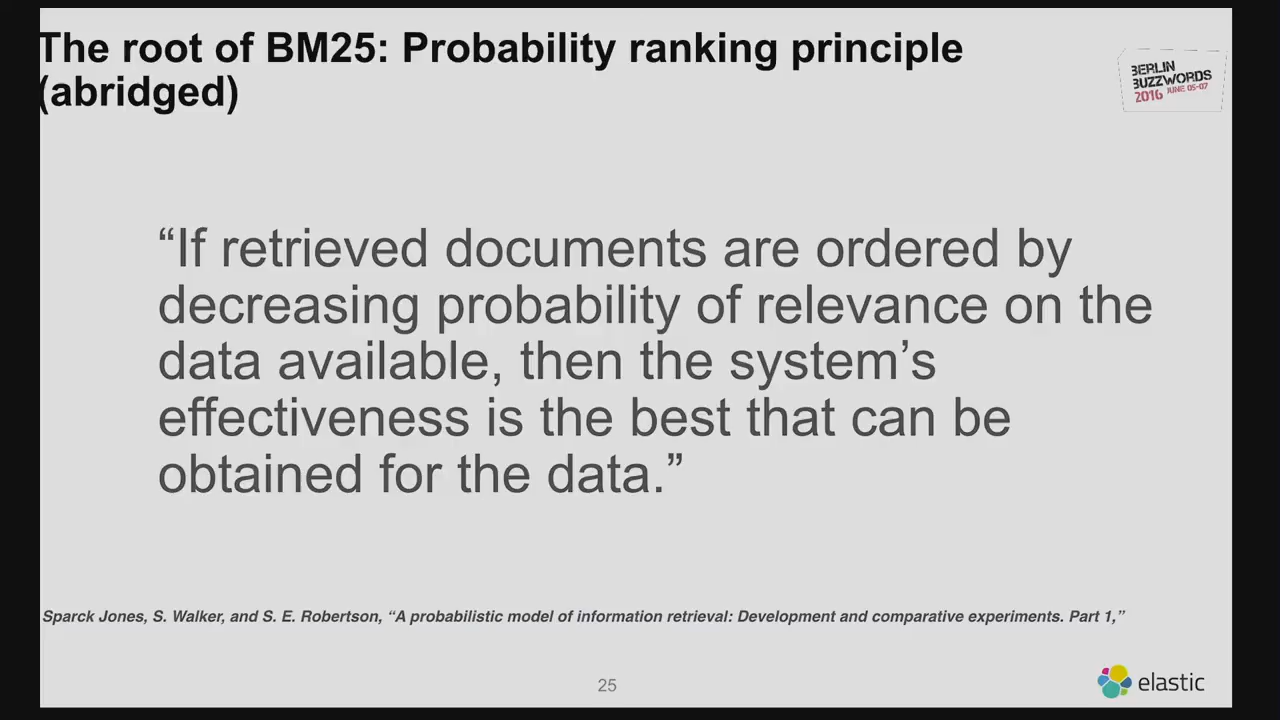 The root of BM25: Probability ranking principle
(abridged)
BERLIN
BUZZWORDS
2016 JUNE 05-07
“If retrieved documents are ordered by
decreasing probability of relevance on the
data available, then the system’s
effectiveness is the best that can be
obtained for the data.”
Sparck Jones, S. Walker, and S. E. Robertson, “A probabilistic model of information retrieval: Development and comparative experiments. Part 1,”
25
elastic